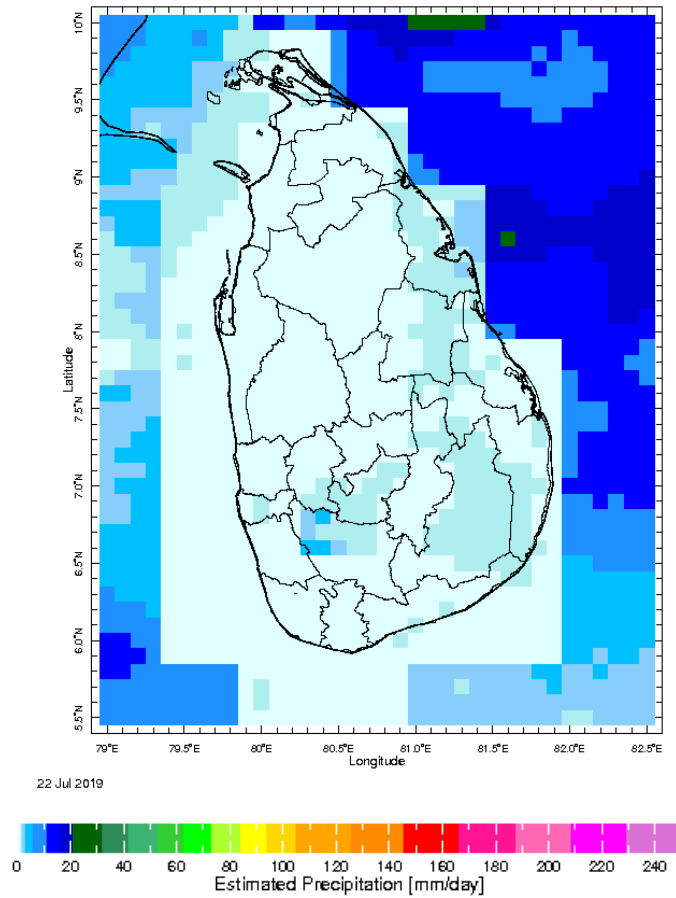 10°N
9.5°N
9°N
8.5°N
8°N
7.5°N
7.0°N
6.5°N
6.0°N
5.5°N
Latitude
79°E 79.5°E 80°E 80.5°E 81.0°E 81.5°E 82.0°E 82.5°E
Longitude
22 Jul 2019
0 20 40 60 80 100 120 140 160 180 200 220 240
Estimated Precipitation [mm/day]